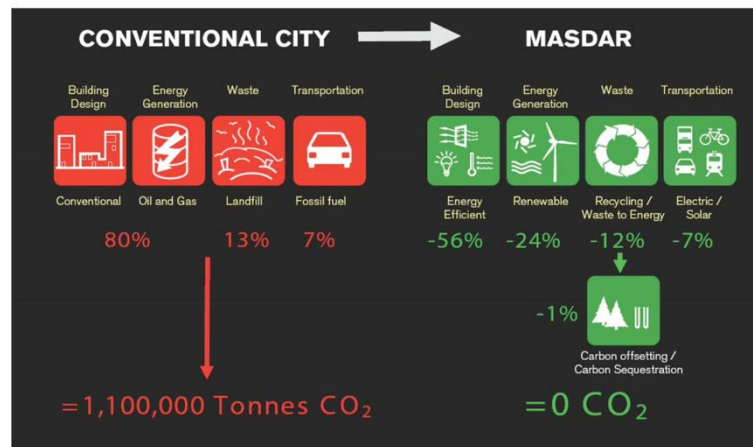 CONVENTIONAL CITY
MASDAR
Building
Design
Energy
Generation
Waste
Transportation
Conventional
Oil and Gas
Landfill
Fossil fuel
80%
13%
7%
=1,100,000 Tonnes CO₂
Building
Design
Energy
Generation
Waste
Transportation
Energy
Efficient
Renewable
Recycling /
Waste to Energy
Electric /
Solar
-56%
-24%
-12%
-7%
-1%
Carbon offsetting /
Carbon Sequestration
=0 CO₂